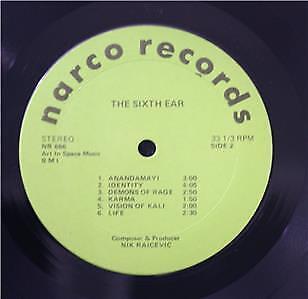 narco records
THE SIXTH EAR
STEREO 33 1/3 RPM
NR 666 SIDE 2
Art In Space Music
B M I
1. ANANDAMAYI 3:00
2. IDENTITY 4:05
3. DEMONS OF RAGE 2:50
4. KARMA 1:50
5. VISION OF KALI 2:00
6. LIFE 2:30
Composer & Producer
NIK RAICEVIC